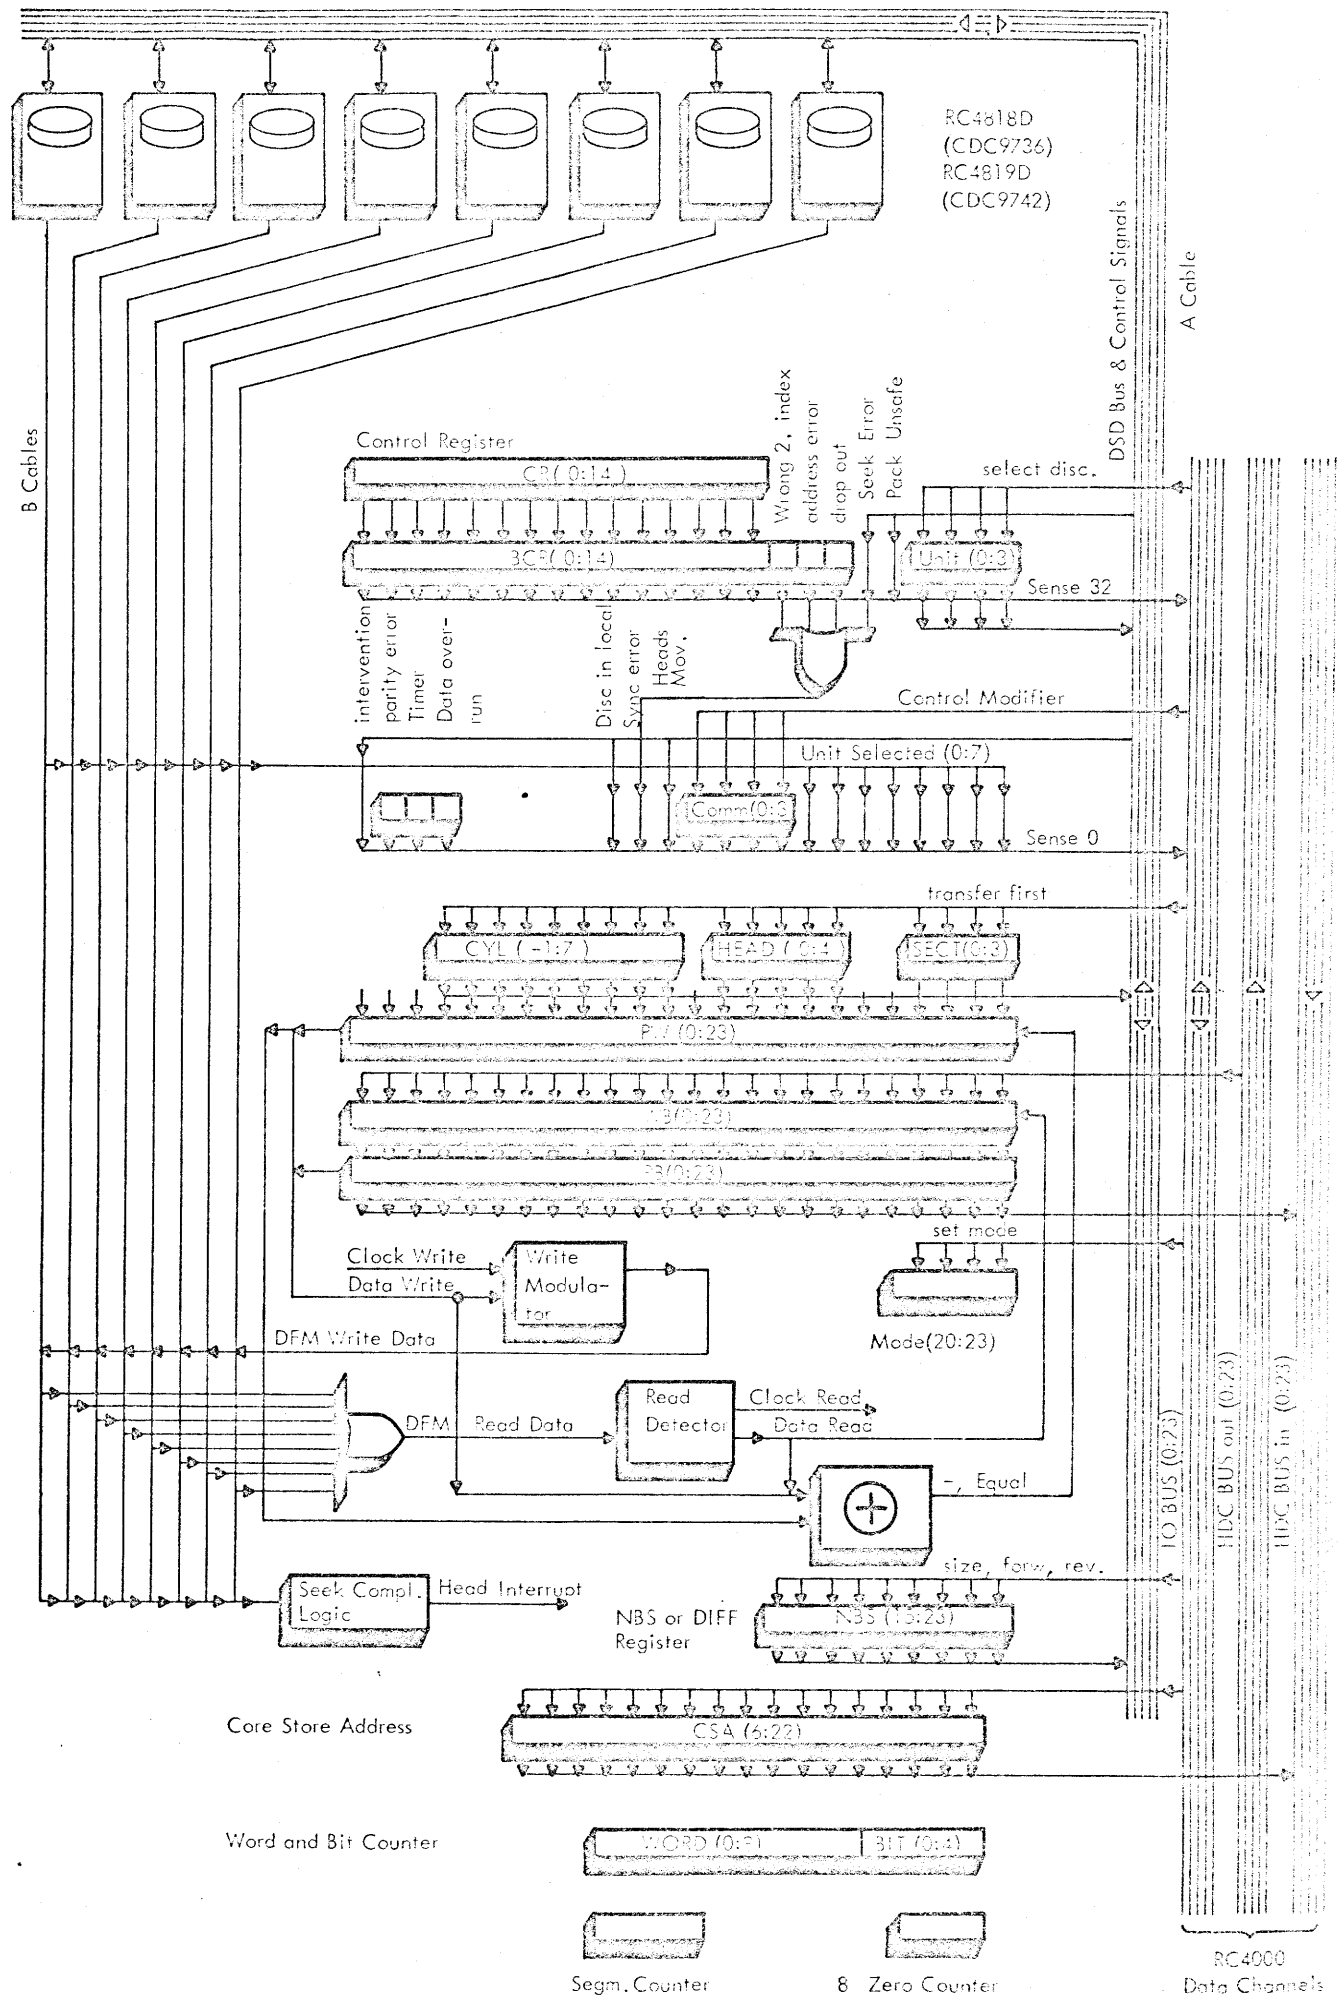 RC4818D
(CDC9736)
RC4819D
(CDC9742)
DSD Bus & Control Signals
A Cable
B Cables
Control Register
CR( 0:14 )
Wrong 2, index
address error
drop out
Seek Error
Pack Unsafe
select disc.
BCR( 0:14)
Unit (0:3)
Sense 32
intervention
parity error
Timer
Data over-
run
Disc in local
Sync error
Heads
Mov.
Control Modifier
Unit Selected (0:7)
Comm(0:3
Sense 0
transfer first
CYL ( -1:7 )
HEAD ( 0:4 )
SECT(0:3)
(0:23)
(0:23)
(0:23)
set mode
Clock Write
Data Write
Write
Modula-
tor
Mode(20:23)
DFM Write Data
DFM Read Data
Read
Detector
Clock Read
Data Read
-, Equal
IO BUS (0:23)
HDC BUS out (0:23)
HDC BUS in (0:23)
size, forw, rev.
Seek Compl.
Logic
Head Interrupt
NBS or DIFF
Register
NBS (15:23)
Core Store Address
CSA (6:22)
Word and Bit Counter
WORD
BIT (0:4)
Segm. Counter
8 Zero Counter
RC4000
Data Channels